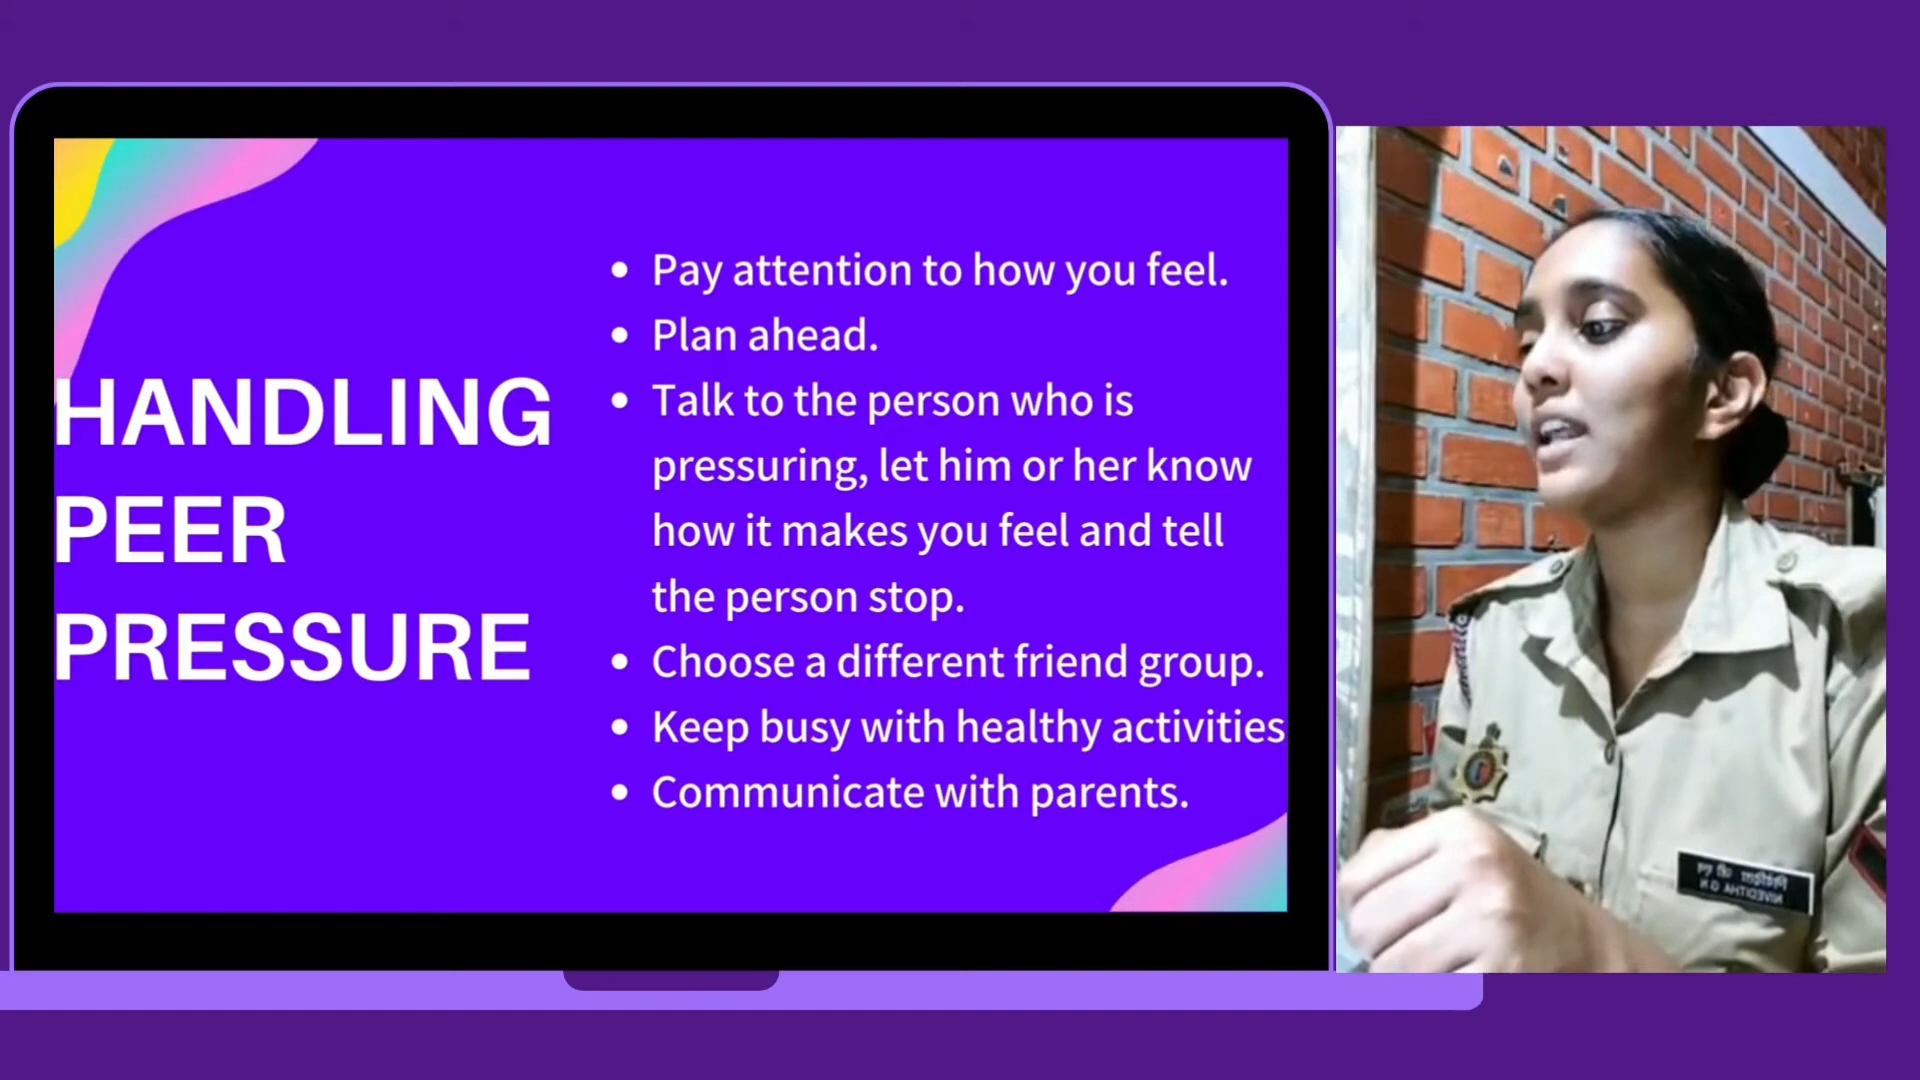 HANDLING
PEER
PRESSURE
• Pay attention to how you feel.
• Plan ahead.
• Talk to the person who is
pressuring, let him or her know
how it makes you feel and tell
the person stop.
• Choose a different friend group.
• Keep busy with healthy activities
• Communicate with parents.
NIVEDITHA G N